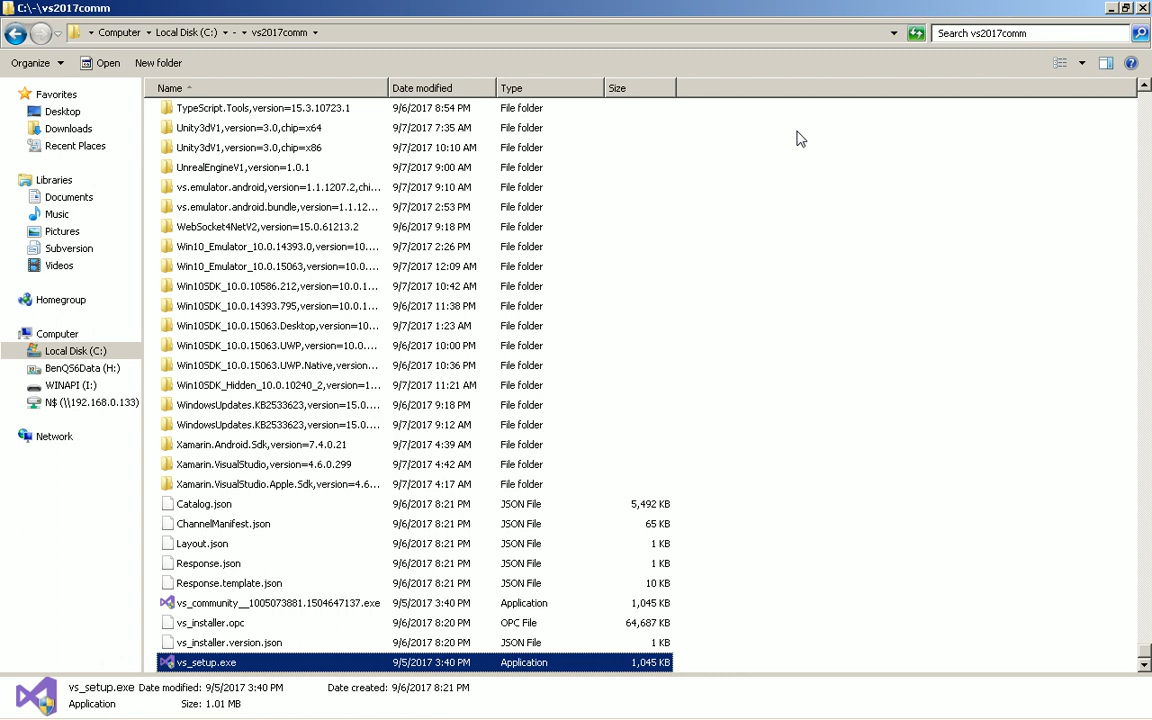 C:\-\vs2017comm
Computer Local Disk (C:) - vs2017comm
Search vs2017comm
Organize Open New folder
Name Date modified Type Size
Favorites
Desktop
Downloads
Recent Places
Libraries
Documents
Music
Pictures
Subversion
Videos
Homegroup
Computer
Local Disk (C:)
BenQS6Data (H:)
WINAPI (I:)
N$ (\\192.168.0.133)
Network
TypeScript.Tools,version=15.3.10723.1 9/6/2017 8:54 PM File folder
Unity3dV1,version=3.0,chip=x64 9/7/2017 7:35 AM File folder
Unity3dV1,version=3.0,chip=x86 9/7/2017 10:10 AM File folder
UnrealEngineV1,version=1.0.1 9/7/2017 9:00 AM File folder
vs.emulator.android,version=1.1.1207.2,chi... 9/7/2017 9:10 AM File folder
vs.emulator.android.bundle,version=1.1.12... 9/7/2017 2:53 PM File folder
WebSocket4NetV2,version=15.0.61213.2 9/6/2017 9:18 PM File folder
Win10_Emulator_10.0.14393.0,version=10.... 9/7/2017 2:26 PM File folder
Win10_Emulator_10.0.15063,version=10.0.... 9/7/2017 12:09 AM File folder
Win10SDK_10.0.10586.212,version=10.0.1... 9/7/2017 10:42 AM File folder
Win10SDK_10.0.14393.795,version=10.0.1... 9/6/2017 11:38 PM File folder
Win10SDK_10.0.15063.Desktop,version=10... 9/7/2017 1:23 AM File folder
Win10SDK_10.0.15063.UWP,version=10.0.... 9/6/2017 10:00 PM File folder
Win10SDK_10.0.15063.UWP.Native,version... 9/6/2017 10:36 PM File folder
Win10SDK_Hidden_10.0.10240_2,version=1... 9/7/2017 11:21 AM File folder
WindowsUpdates.KB2533623,version=15.0.... 9/6/2017 9:18 PM File folder
WindowsUpdates.KB2533623,version=15.0.... 9/7/2017 9:12 AM File folder
Xamarin.Android.Sdk,version=7.4.0.21 9/7/2017 4:39 AM File folder
Xamarin.VisualStudio,version=4.6.0.299 9/7/2017 4:42 AM File folder
Xamarin.VisualStudio.Apple.Sdk,version=4.6... 9/7/2017 4:17 AM File folder
Catalog.json 9/6/2017 8:21 PM JSON File 5,492 KB
ChannelManifest.json 9/6/2017 8:21 PM JSON File 65 KB
Layout.json 9/6/2017 8:21 PM JSON File 1 KB
Response.json 9/6/2017 8:21 PM JSON File 1 KB
Response.template.json 9/6/2017 8:21 PM JSON File 10 KB
vs_community__1005073881.1504647137.exe 9/5/2017 3:40 PM Application 1,045 KB
vs_installer.opc 9/6/2017 8:20 PM OPC File 64,687 KB
vs_installer.version.json 9/6/2017 8:20 PM JSON File 1 KB
vs_setup.exe 9/5/2017 3:40 PM Application 1,045 KB
vs_setup.exe Date modified: 9/5/2017 3:40 PM Date created: 9/6/2017 8:21 PM
Application Size: 1.01 MB